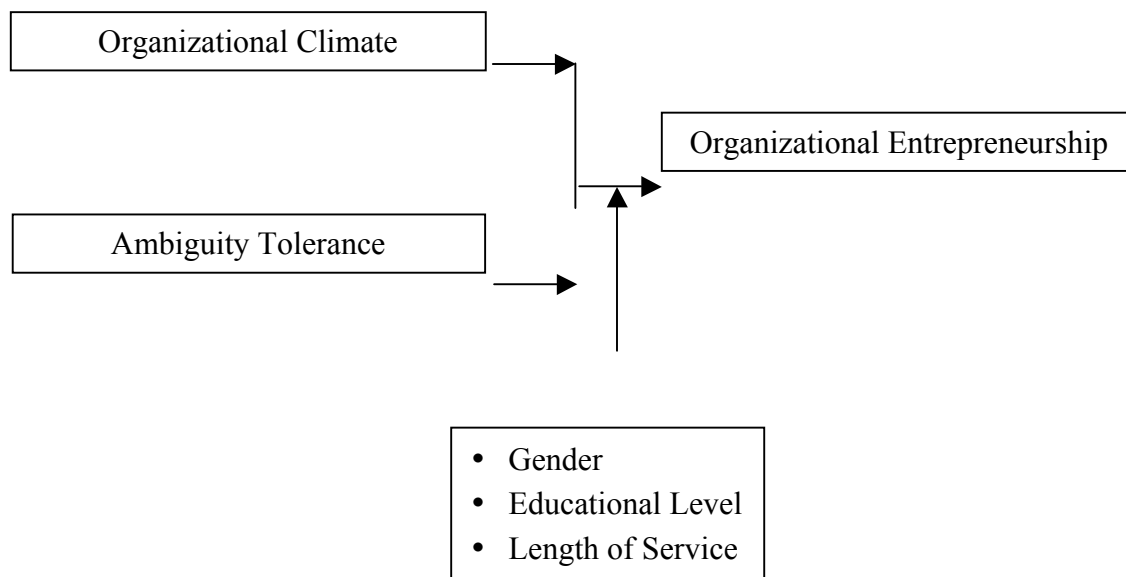 Organizational Climate
Organizational Entrepreneurship
Ambiguity Tolerance
• Gender
• Educational Level
• Length of Service